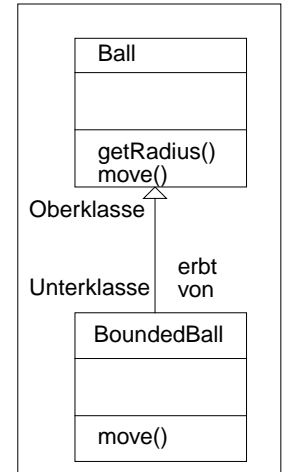 Ball
getRadius()
move()
Oberklasse
erbt
Unterklasse von
BoundedBall
move()